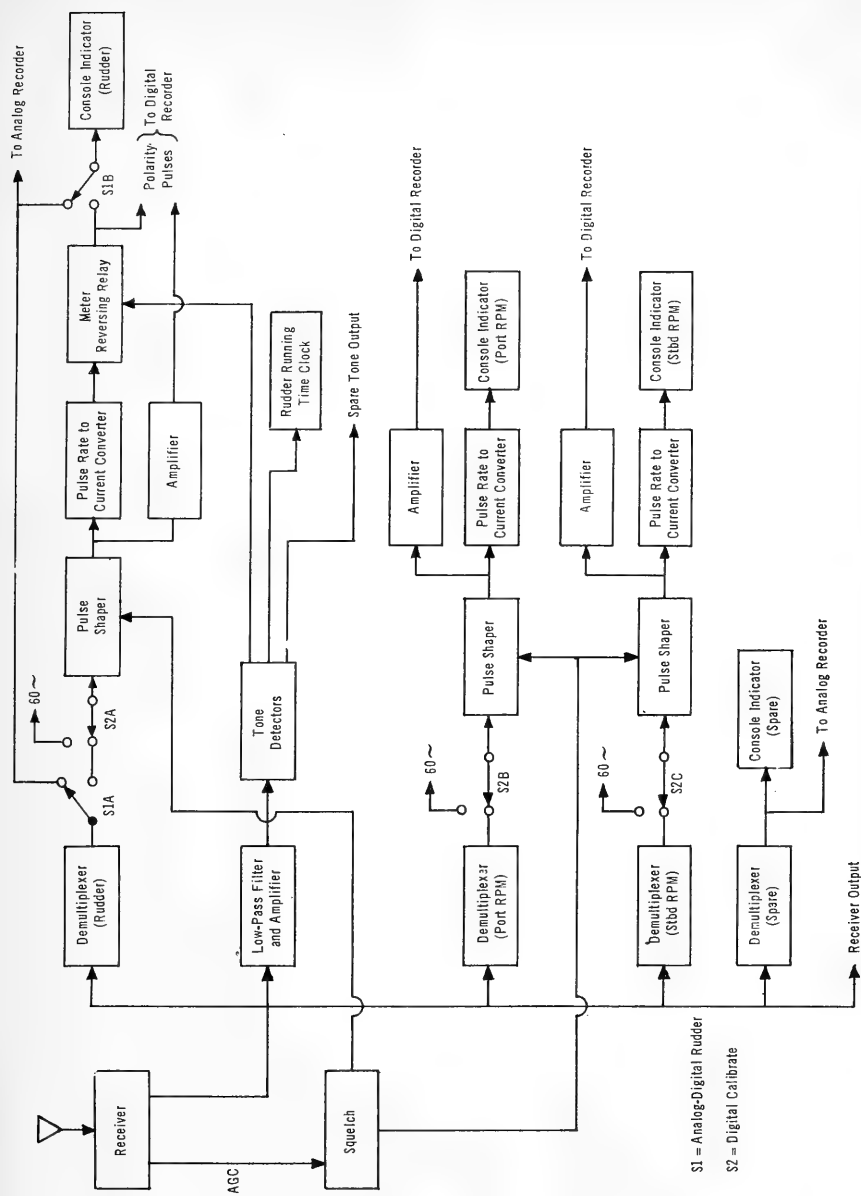 To Analog Recorder
Console Indicator
(Rudder)
To Digital
Recorder
Polarity
Pulses
S1B
Meter
Reversing Relay
Pulse Rate to
Current Converter
Amplifier
Pulse
Shaper
60 ~
S2A
S1A
Demultiplexer
(Rudder)
Rudder Running
Time Clock
Spare Tone Output
Tone
Detectors
Low-Pass Filter
and Amplifier
Receiver
AGC
Squelch
To Digital Recorder
Amplifier
Console Indicator
(Port RPM)
Pulse Rate to
Current Converter
Pulse Shaper
60 ~
S2B
Demultiplexer
(Port RPM)
To Digital Recorder
Amplifier
Console Indicator
(Stbd RPM)
Pulse Rate to
Current Converter
Pulse Shaper
60 ~
S2C
Demultiplexer
(Stbd RPM)
Console Indicator
(Spare)
To Analog Recorder
Demultiplexer
(Spare)
Receiver Output
S1 = Analog-Digital Rudder
S2 = Digital Calibrate